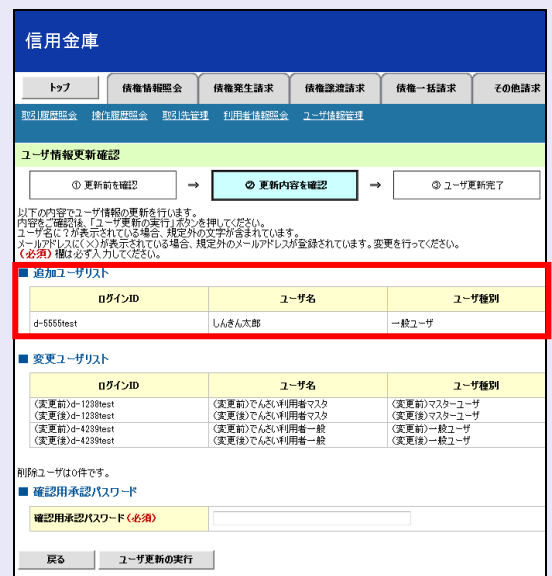 信用金庫
トップ 債権情報照会 債権発生請求 債権譲渡請求 債権一括請求 その他請求
取引履歴照会 操作履歴照会 取引先管理 利用者情報照会 ユーザ情報管理
ユーザ情報更新確認
① 更新前を確認 ⇒ ② 更新内容を確認 ⇒ ③ ユーザ更新完了
以下の内容でユーザ情報の更新を行います。
内容をご確認後、「ユーザ更新の実行」ボタンを押してください。
ユーザ名に?が表示されている場合、規定外の文字が含まれています。
メールアドレスに(×)が表示されている場合、規定外のメールアドレスが登録されています。変更を行ってください。
(必須)欄は必ず入力してください。
■ 追加ユーザリスト
ログインID ユーザ名 ユーザ種別
d-5555test しんきん太郎 一般ユーザ
■ 変更ユーザリスト
ログインID ユーザ名 ユーザ種別
(変更前)d-1238test (変更前)でんさい利用者マスタ (変更前)マスターユーザ
(変更後)d-1238test (変更後)でんさい利用者マスタ (変更後)マスターユーザ
(変更前)d-4239test (変更前)でんさい利用者一般 (変更前)一般ユーザ
(変更後)d-4239test (変更後)でんさい利用者一般 (変更後)一般ユーザ
削除ユーザは0件です。
■ 確認用承認パスワード
確認用承認パスワード(必須)
戻る ユーザ更新の実行